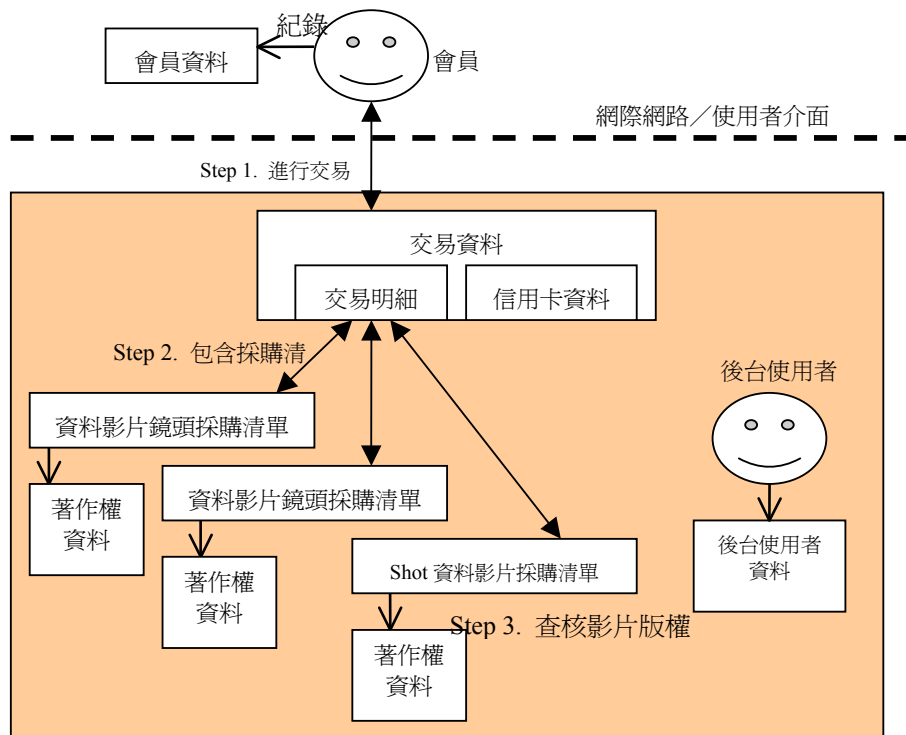 紀錄
會員資料
會員
網際網路／使用者介面
Step 1. 進行交易
交易資料
交易明細
信用卡資料
Step 2. 包含採購清
後台使用者
資料影片鏡頭採購清單
資料影片鏡頭採購清單
著作權
資料
著作權
資料
Shot 資料影片採購清單
後台使用者
資料
Step 3. 查核影片版權
著作權
資料